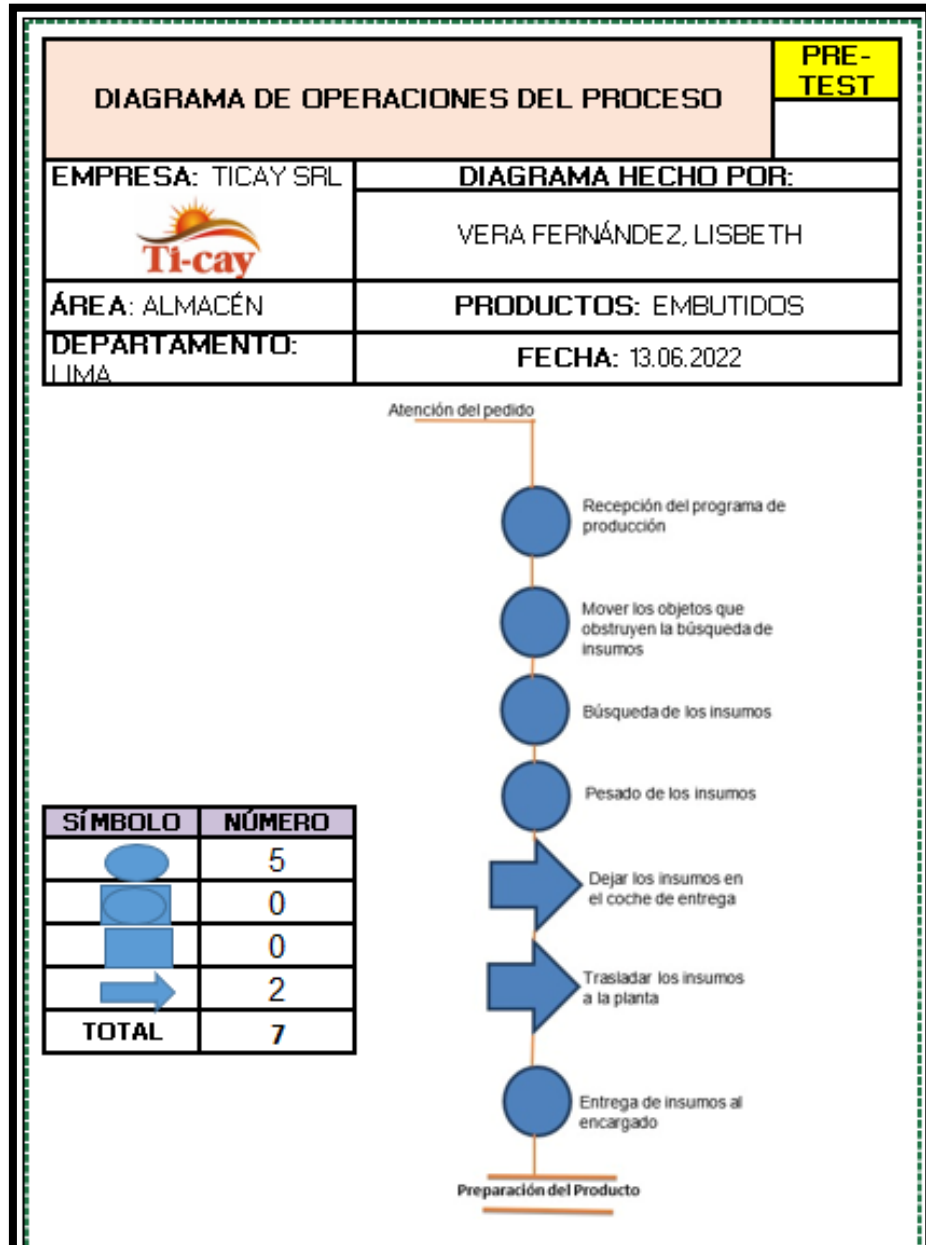 DIAGRAMA DE OPERACIONES DEL PROCESO
PRE-
TEST
EMPRESA: TICAY SRL
Ti-cay
DIAGRAMA HECHO POR:
VERA FERNÁNDEZ, LISBETH
ÁREA: ALMACÉN
PRODUCTOS: EMBUTIDOS
DEPARTAMENTO:
LIMA
FECHA: 13.06.2022
Atención del pedido
Recepción del programa de
producción
Mover los objetos que
obstruyen la búsqueda de
insumos
Búsqueda de los insumos
Pesado de los insumos
Dejar los insumos en
el coche de entrega
Trasladar los insumos
a la planta
Entrega de insumos al
encargado
Preparación del Producto
SÍMBOLO NÚMERO
5
0
0
2
TOTAL 7